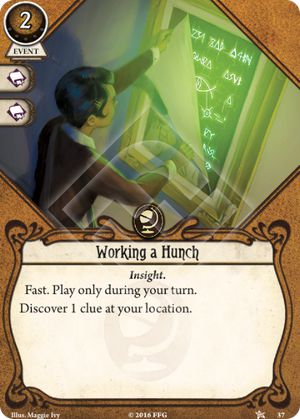 2
EVENT
Working a Hunch
Insight.
Fast. Play only during your turn.
Discover 1 clue at your location.
Illus. Maggie Ivy
© 2016 FFG
37